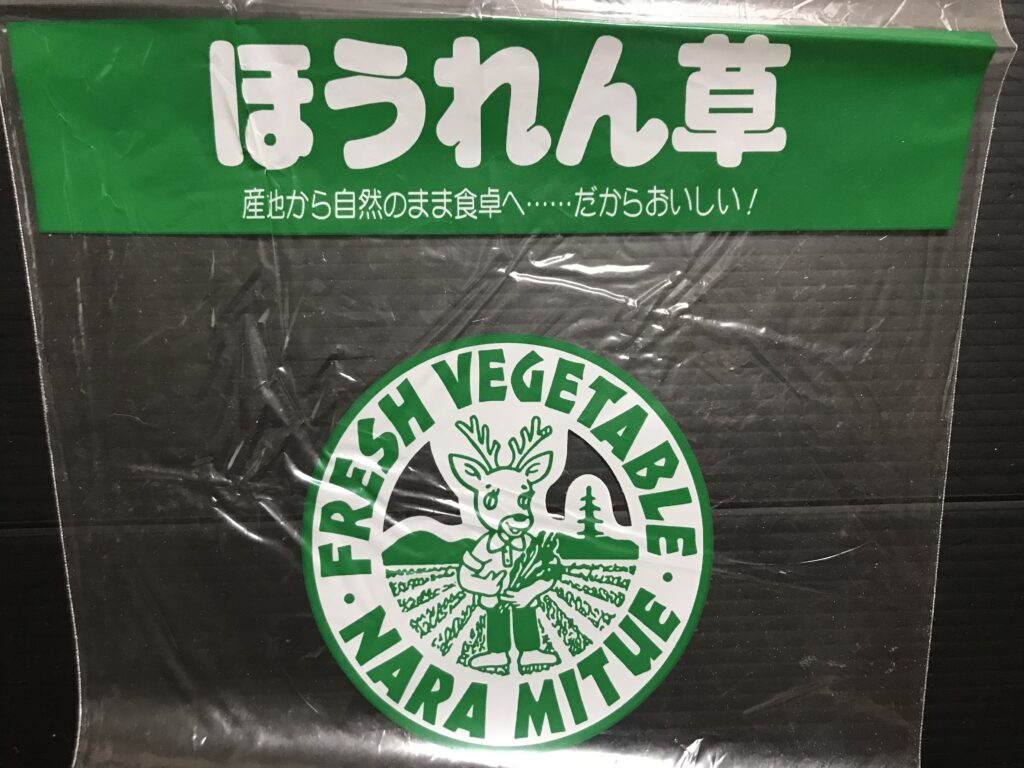 ほうれん草
産地から自然のまま食卓へ……だからおいしい！
FRESH VEGETABLE
・NARA MITUE・